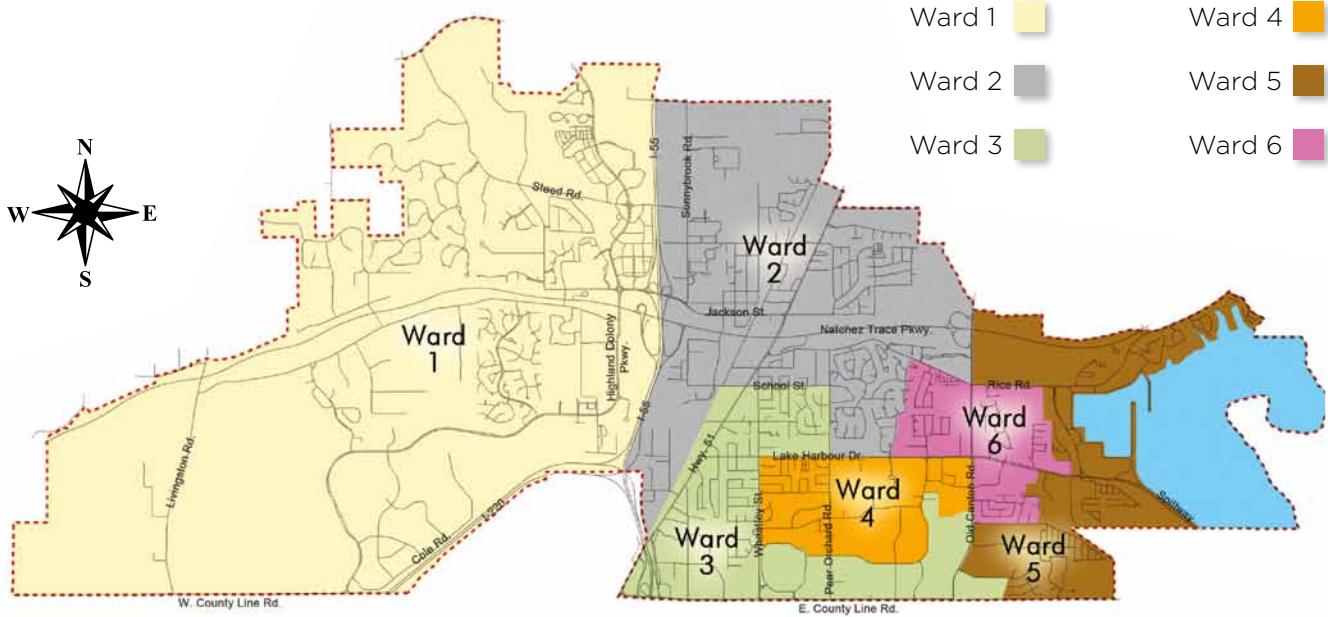 Ward 1
Ward 4
Ward 2
Ward 5
Ward 3
Ward 6
N
W
E
S
I-55
Sunnybrook Rd.
Steed Rd.
Ward
2
Jackson St.
Natchez Trace Pkwy.
Ward
1
Highland Colony
Pkwy.
School St.
Rice Rd.
I-55
Ward
6
Livingston Rd.
Hwy. 51
Lake Harbour Dr.
Ward
4
Old Canton Rd.
Spillway
I-220
Cole Rd.
Ward
3
Wheatley St.
Pear Orchard Rd.
Ward
5
W. County Line Rd.
E. County Line Rd.